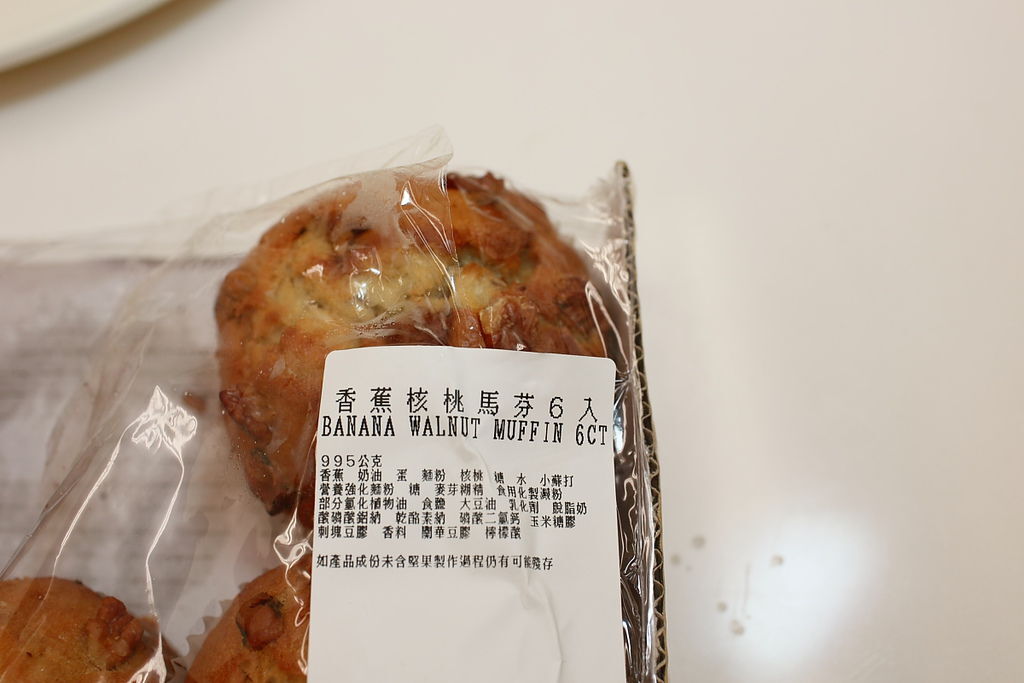 香蕉核桃馬芬6入
BANANA WALNUT MUFFIN 6CT
995公克
香蕉 奶油 蛋 麵粉 核桃 糖 水 小蘇打
營養強化麵粉 糖 麥芽糊精 食用化製澱粉
部分氫化植物油 食鹽 大豆油 乳化劑 脫脂奶
酸磷酸鋁鈉 乾酪素鈉 磷酸二氫鈣 玉米糖膠
刺槐豆膠 香料 關華豆膠 檸檬酸
如產品成份未含堅果製作過程仍有可能殘存